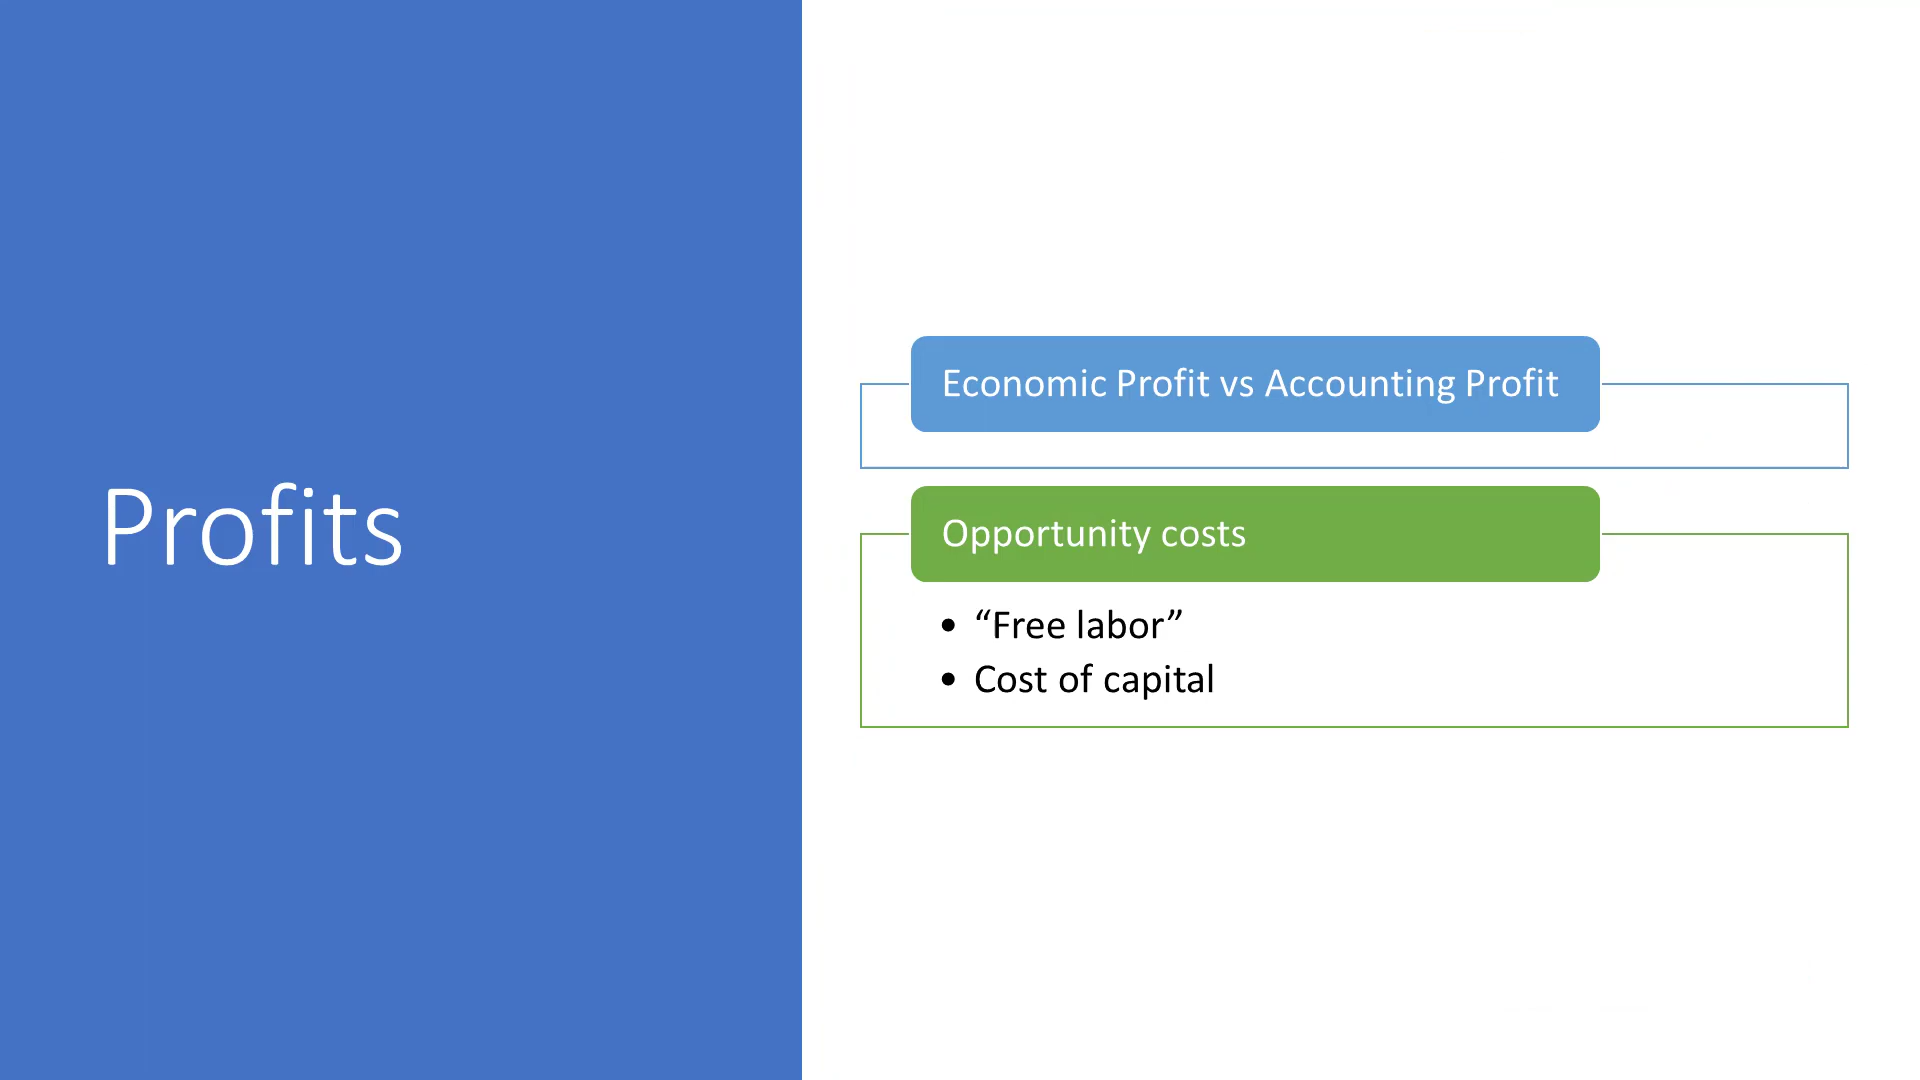 Profits
Economic Profit vs Accounting Profit
Opportunity costs
• “Free labor”
• Cost of capital